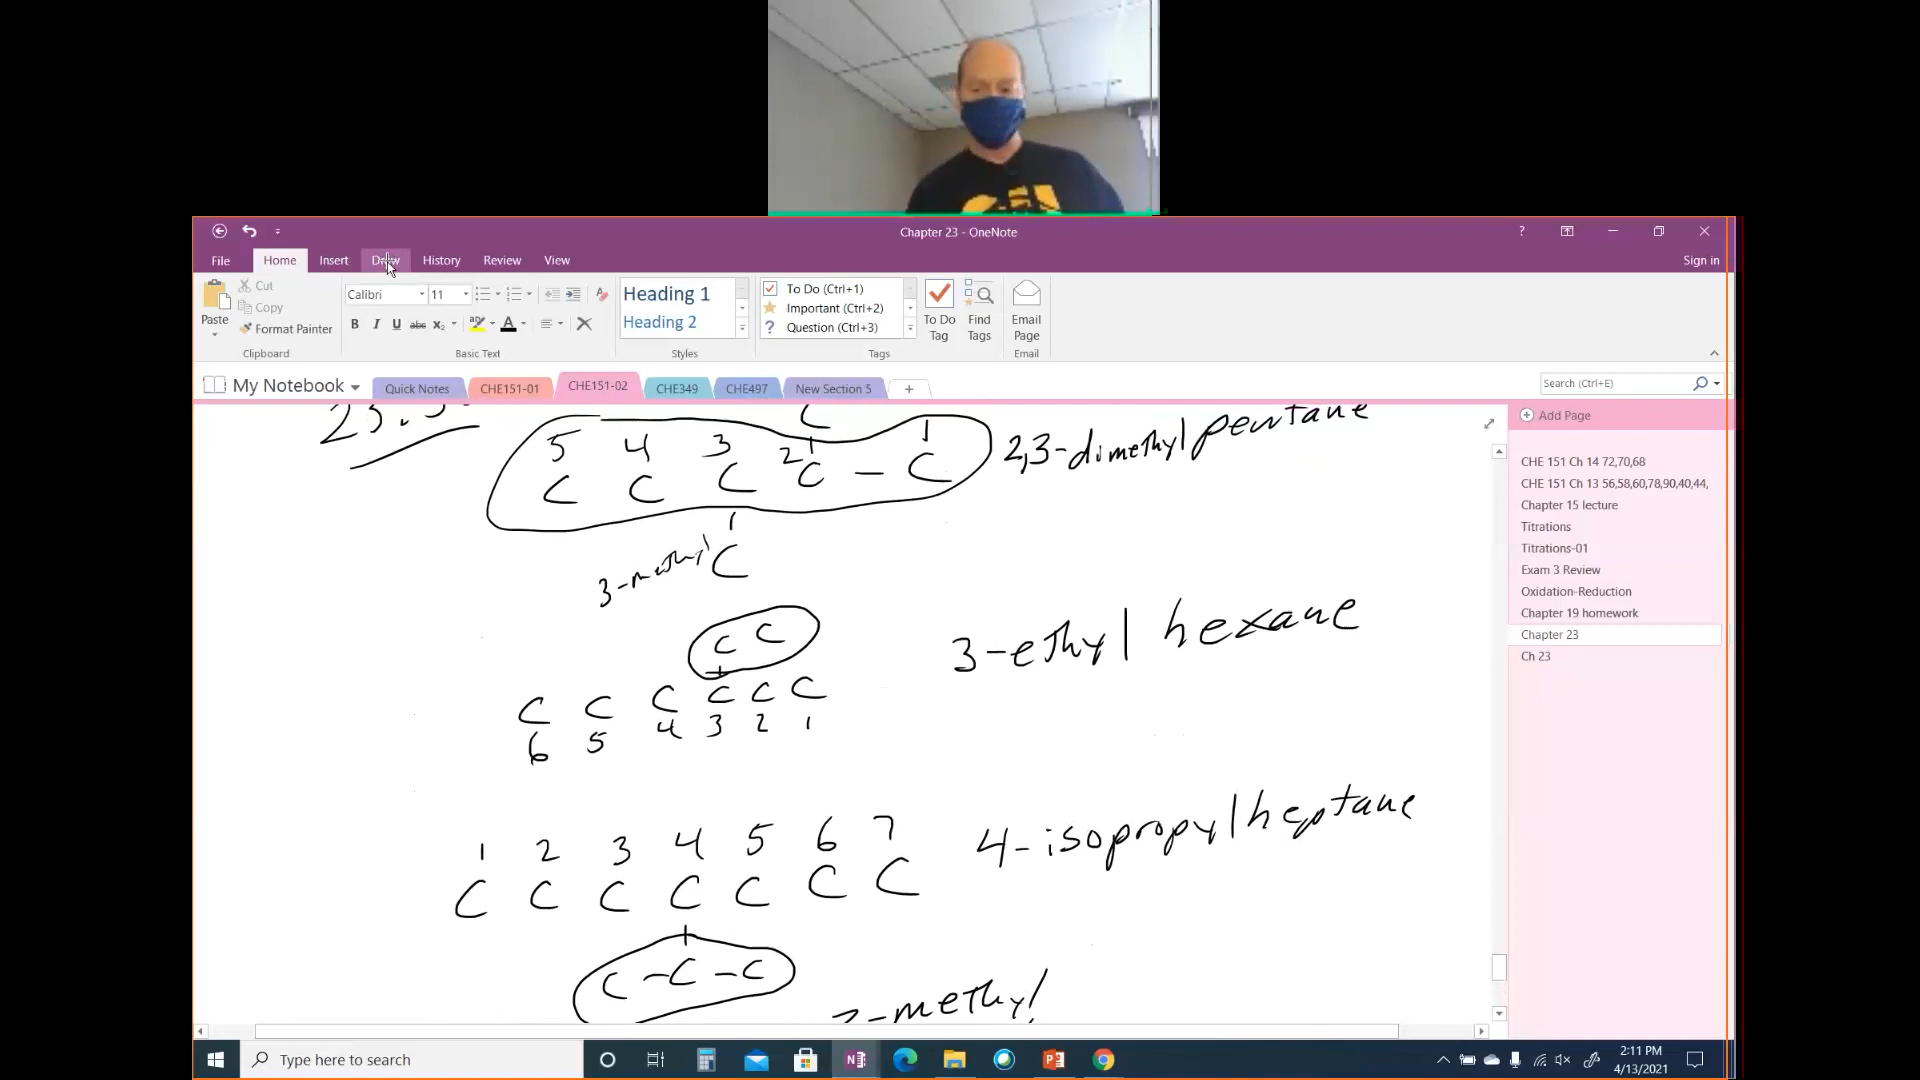 Chapter 23 - OneNote
?
File Home Insert Draw History Review View Sign in
Paste Cut Copy Format Painter
Clipboard
Calibri 11
B I U abc x₂ A
Basic Text
Heading 1
Heading 2
Styles
To Do (Ctrl+1)
Important (Ctrl+2)
? Question (Ctrl+3)
Tags
To Do Tag
Find Tags
Email Page
Email
My Notebook Quick Notes CHE151-01 CHE151-02 CHE349 CHE497 New Section 5 + Search (Ctrl+E)
Add Page
CHE 151 Ch 14 72,70,68
CHE 151 Ch 13 56,58,60,78,90,40,44,
Chapter 15 lecture
Titrations
Titrations-01
Exam 3 Review
Oxidation-Reduction
Chapter 19 homework
Chapter 23
Ch 23
C
5 4 3 2 1
C C C C - C 2,3-dimethylpentane
3-methyl C
C C
3-ethyl hexane
C C C C C C
6 5 4 3 2 1
1 2 3 4 5 6 7
C C C C C C C 4-isopropylheptane
C - C - C
-methyl
Type here to search
2:11 PM
4/13/2021